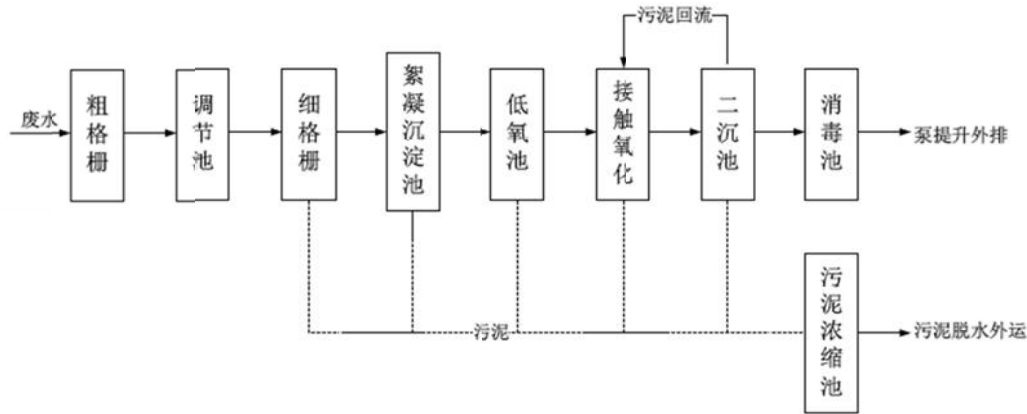 污泥回流
废水
粗格栅
调节池
细格栅
絮凝沉淀池
低氧池
接触氧化
二沉池
消毒池
泵提升外排
污泥
污泥浓缩池
污泥脱水外运